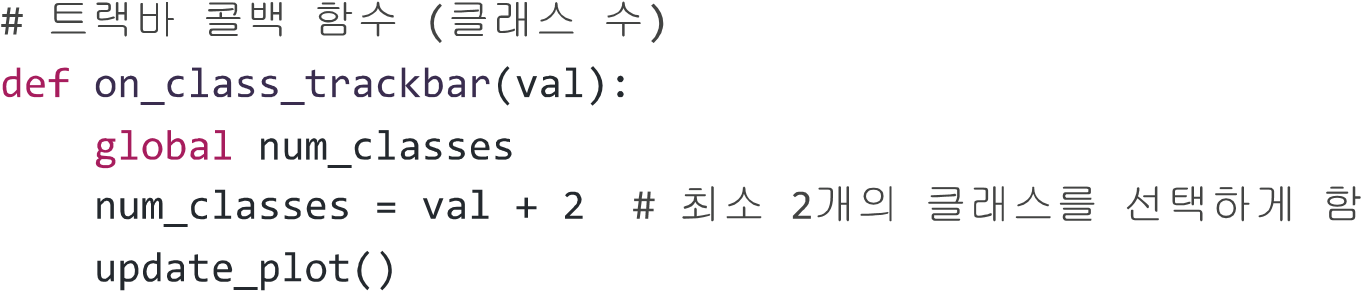 # 트랙바 콜백 함수 (클래스 수)
def on_class_trackbar(val):
    global num_classes
    num_classes = val + 2  # 최소 2개의 클래스를 선택하게 함
    update_plot()